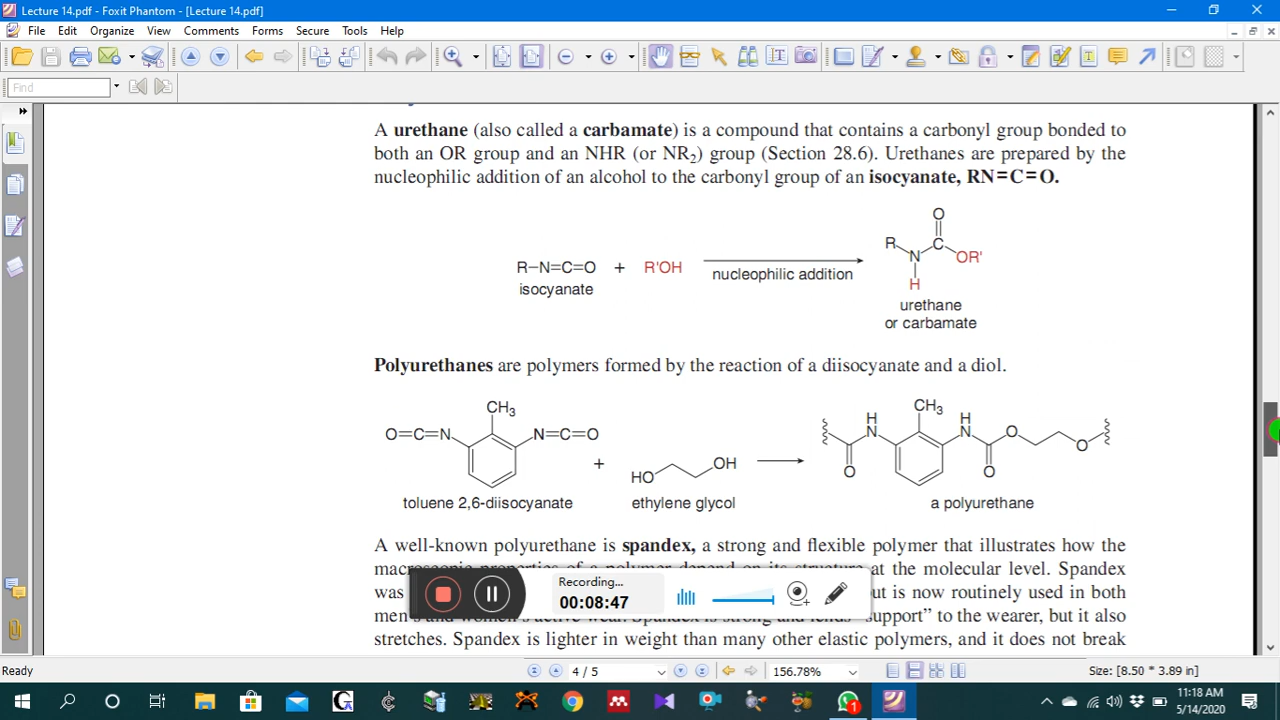 Lecture 14.pdf - Foxit Phantom - [Lecture 14.pdf]
File Edit Organize View Comments Forms Secure Tools Help
Find
A urethane (also called a carbamate) is a compound that contains a carbonyl group bonded to
both an OR group and an NHR (or NR2) group (Section 28.6). Urethanes are prepared by the
nucleophilic addition of an alcohol to the carbonyl group of an isocyanate, RN=C=O.
O
R C
R–N=C=O + R'OH N OR'
nucleophilic addition
isocyanate H
urethane
or carbamate
Polyurethanes are polymers formed by the reaction of a diisocyanate and a diol.
CH3 CH3
O=C=N N=C=O H N N H O
+ HO OH O O O
toluene 2,6-diisocyanate ethylene glycol a polyurethane
A well-known polyurethane is spandex, a strong and flexible polymer that illustrates how the
at the molecular level. Spandex
was but is now routinely used in both
men's "support" to the wearer, but it also
stretches. Spandex is lighter in weight than many other elastic polymers, and it does not break
Recording...
00:08:47
Ready 4 / 5 156.78% Size: [8.50 * 3.89 in]
1
11:18 AM
5/14/2020